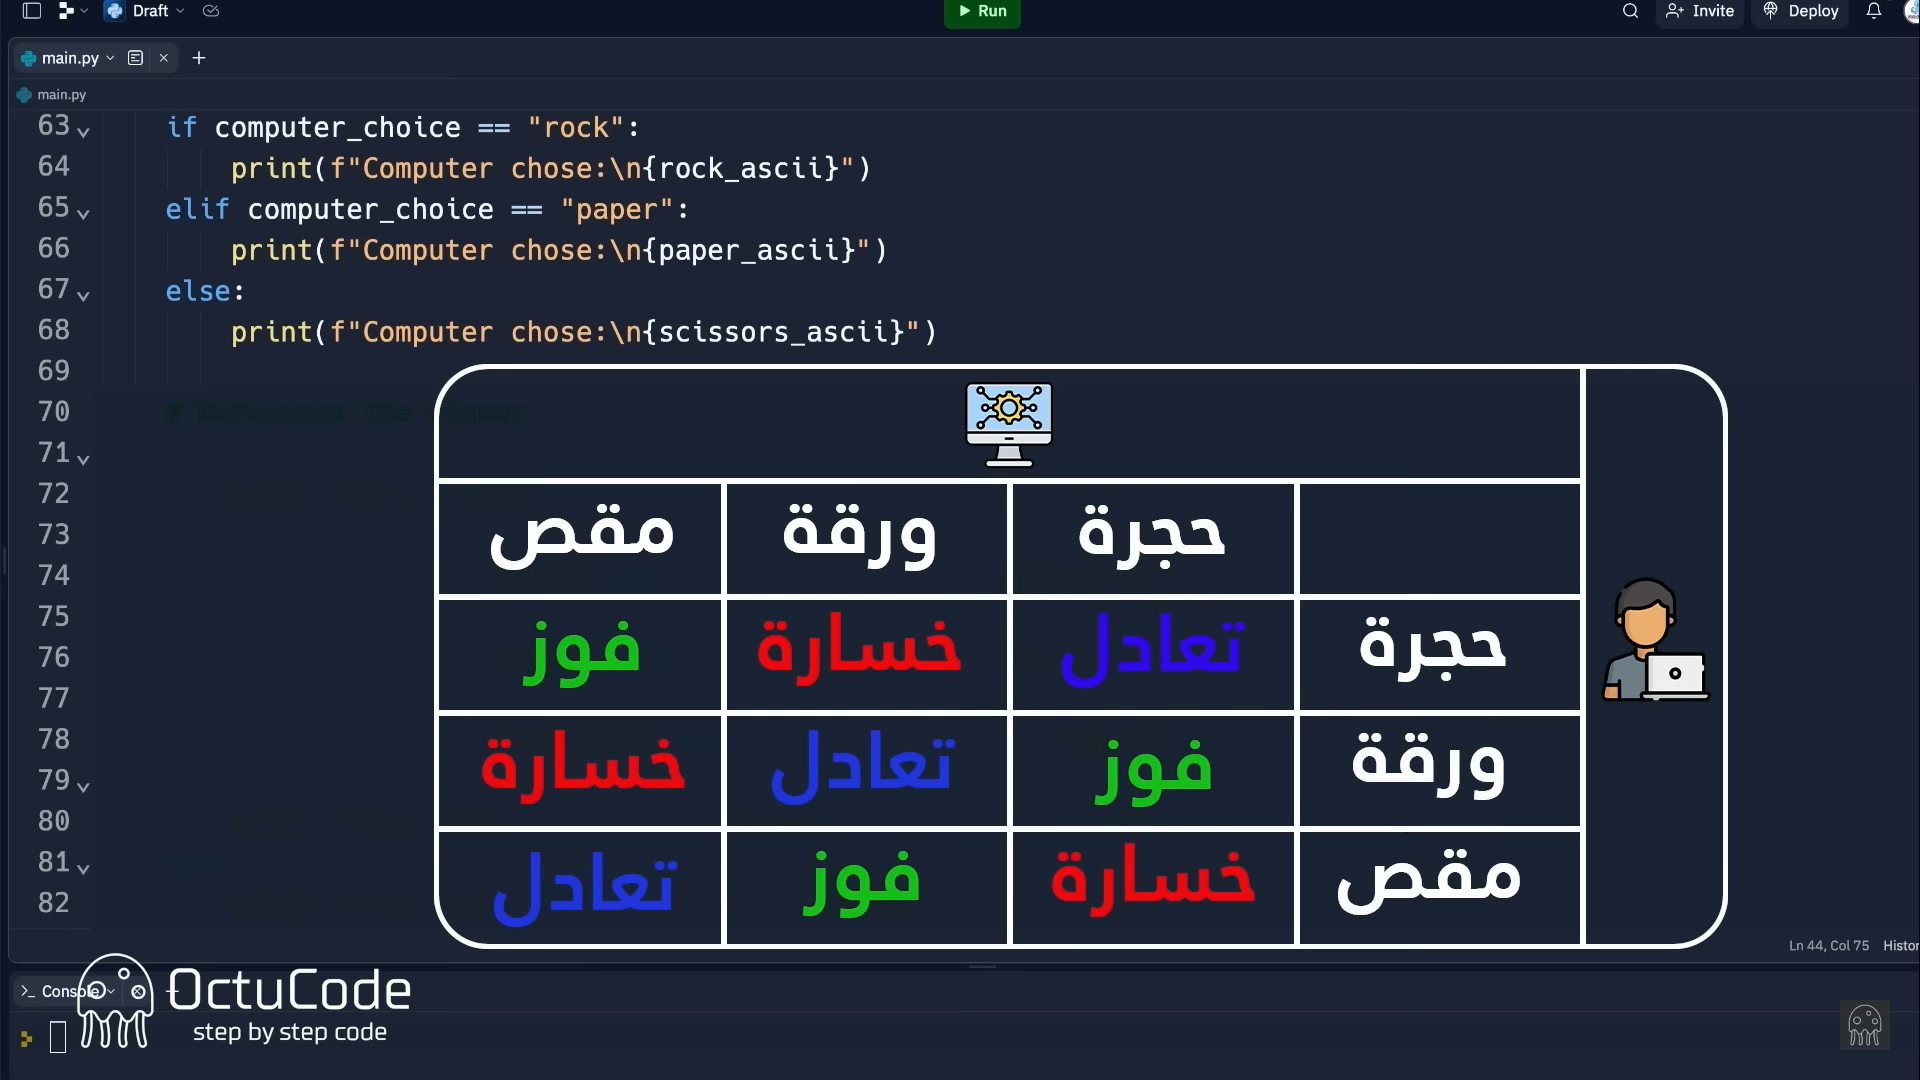 Draft
Run
Invite
Deploy
main.py
main.py
63 if computer_choice == "rock":
64 print(f"Computer chose:\n{rock_ascii}")
65 elif computer_choice == "paper":
66 print(f"Computer chose:\n{paper_ascii}")
67 else:
68 print(f"Computer chose:\n{scissors_ascii}")
69
70 # Determine the winner
71
72
73
74
75
76
77
78
79
80
81
82
حجرة ورقة مقص
حجرة تعادل خسارة فوز
ورقة فوز تعادل خسارة
مقص خسارة فوز تعادل
Ln 44, Col 75 Histor
Console
OctuCode
step by step code